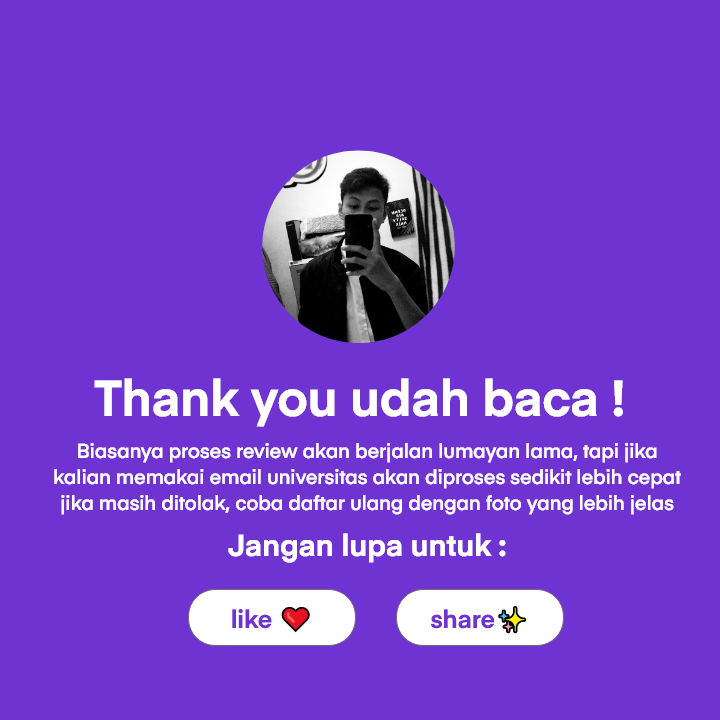 Thank you udah baca !
Biasanya proses review akan berjalan lumayan lama, tapi jika
kalian memakai email universitas akan diproses sedikit lebih cepat
jika masih ditolak, coba daftar ulang dengan foto yang lebih jelas
Jangan lupa untuk :
like ❤️
share✨